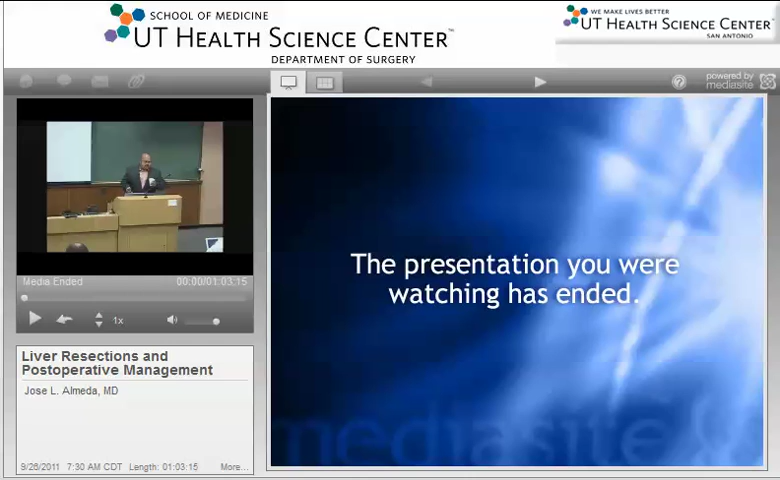 SCHOOL OF MEDICINE
UT HEALTH SCIENCE CENTER™
DEPARTMENT OF SURGERY
WE MAKE LIVES BETTER
UT HEALTH SCIENCE CENTER®
SAN ANTONIO
powered by
mediasite
Media Ended 00:00/01:03:15
1x
Liver Resections and
Postoperative Management
Jose L. Almeda, MD
9/26/2011 7:30 AM CDT Length: 01:03:15 More...
The presentation you were
watching has ended.
mediasite